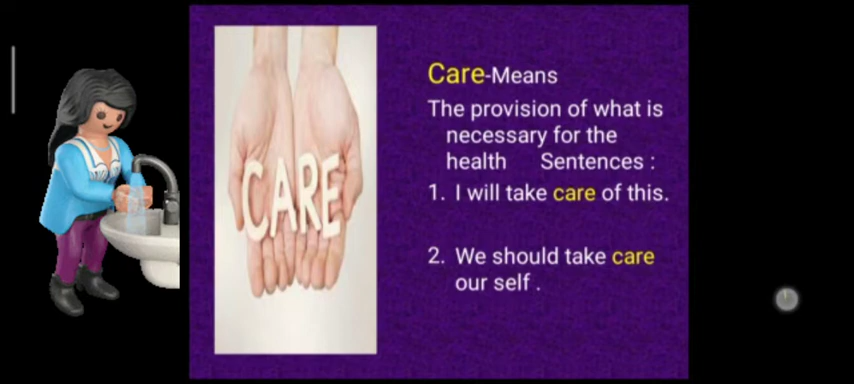 CARE
Care-Means
The provision of what is
necessary for the
health Sentences :
1. I will take care of this.
2. We should take care
our self .